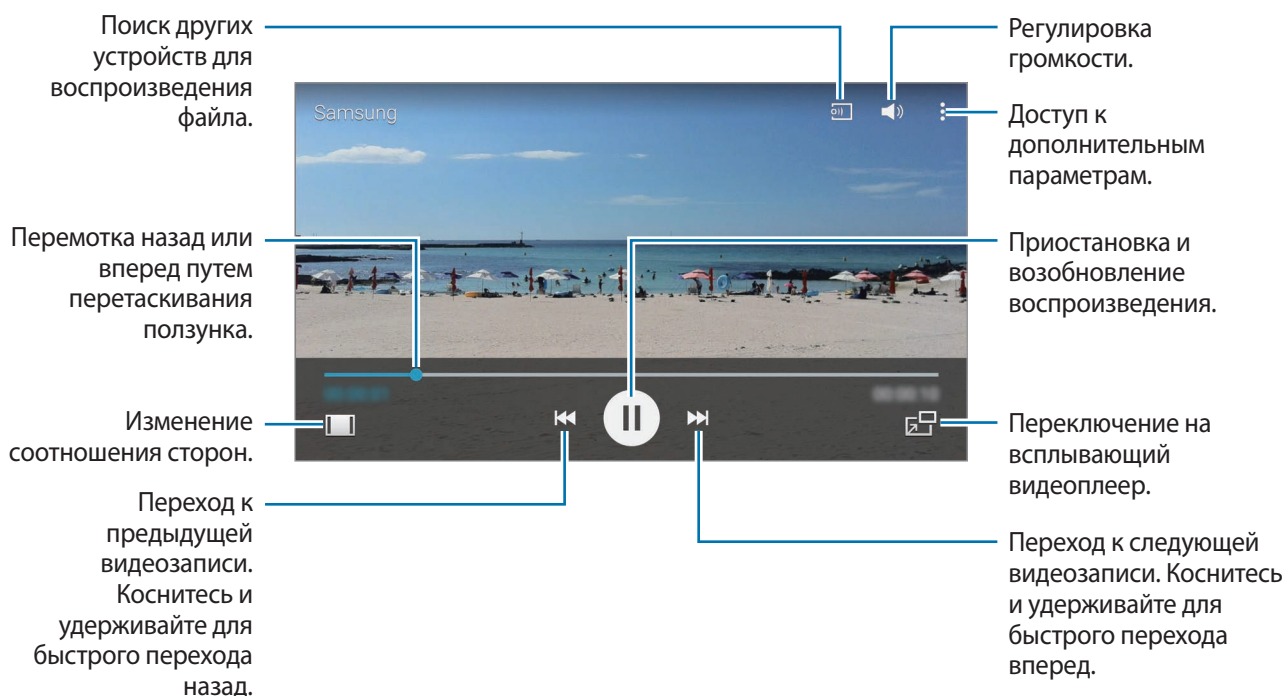 Поиск других
устройств для
воспроизведения
файла.
Регулировка
громкости.
Samsung
Доступ к
дополнительным
параметрам.
Перемотка назад или
вперед путем
перетаскивания
ползунка.
Приостановка и
возобновление
воспроизведения.
Изменение
соотношения сторон.
Переключение на
всплывающий
видеоплеер.
Переход к
предыдущей
видеозаписи.
Коснитесь и
удерживайте для
быстрого перехода
назад.
Переход к следующей
видеозаписи. Коснитесь
и удерживайте для
быстрого перехода
вперед.